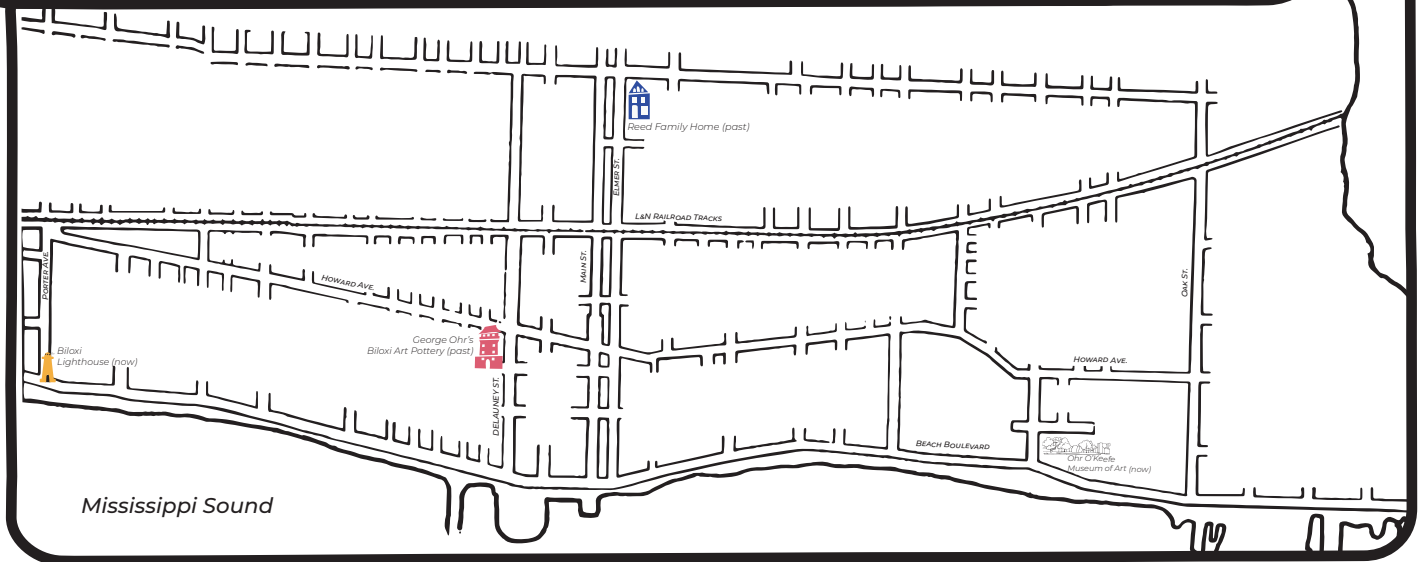 Reed Family Home (past)
ELMER ST.
L&N RAILROAD TRACKS
PORTER AVE.
HOWARD AVE.
MAIN ST.
OAK ST.
George Ohr's
Biloxi Art Pottery (past)
Biloxi
Lighthouse (now)
HOWARD AVE.
DELAUNEY ST.
BEACH BOULEVARD
Ohr O'Keefe
Museum of Art (now)
Mississippi Sound